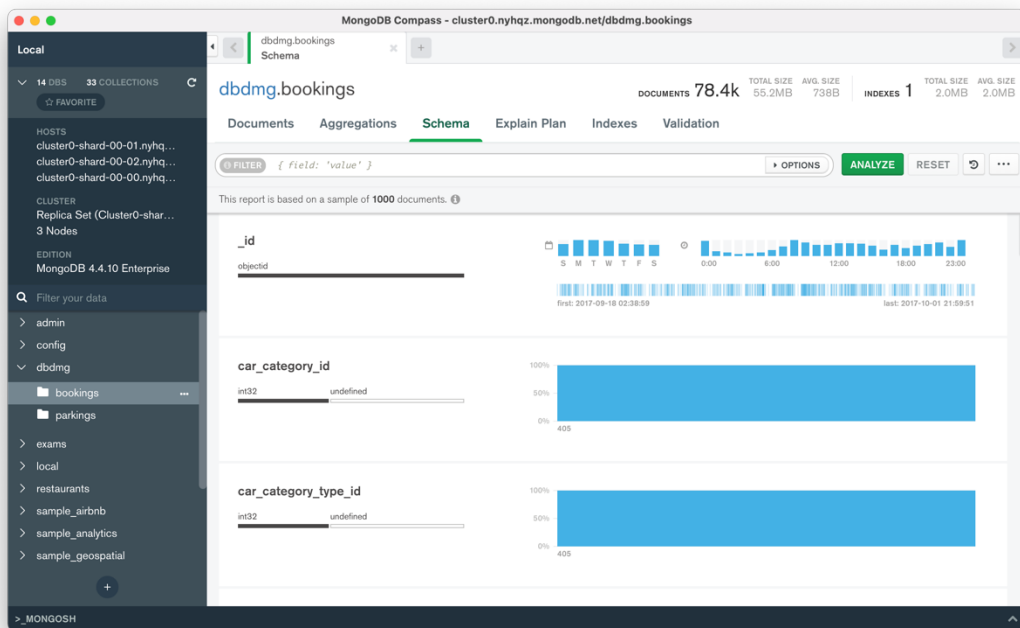 MongoDB Compass - cluster0.nyhqz.mongodb.net/dbdmg.bookings
Local
14 DBS 33 COLLECTIONS
FAVORITE
HOSTS
cluster0-shard-00-01.nyhq...
cluster0-shard-00-02.nyhq...
cluster0-shard-00-00.nyhq...
CLUSTER
Replica Set (Cluster0-shar...
3 Nodes
EDITION
MongoDB 4.4.10 Enterprise
Filter your data
admin
config
dbdmg
bookings
parkings
exams
local
restaurants
sample_airbnb
sample_analytics
sample_geospatial
dbdmg.bookings
Schema
dbdmg.bookings
DOCUMENTS 78.4k TOTAL SIZE 55.2MB AVG. SIZE 738B INDEXES 1 TOTAL SIZE 2.0MB AVG. SIZE 2.0MB
Documents Aggregations Schema Explain Plan Indexes Validation
FILTER { field: 'value' } OPTIONS ANALYZE RESET
This report is based on a sample of 1000 documents.
_id
objectid
S M T W T F S 0:00 6:00 12:00 18:00 23:00
first: 2017-09-18 02:38:59 last: 2017-10-01 21:59:51
car_category_id
int32 undefined
100%
50%
0%
405
car_category_type_id
int32 undefined
100%
50%
0%
405
>_MONGOSH